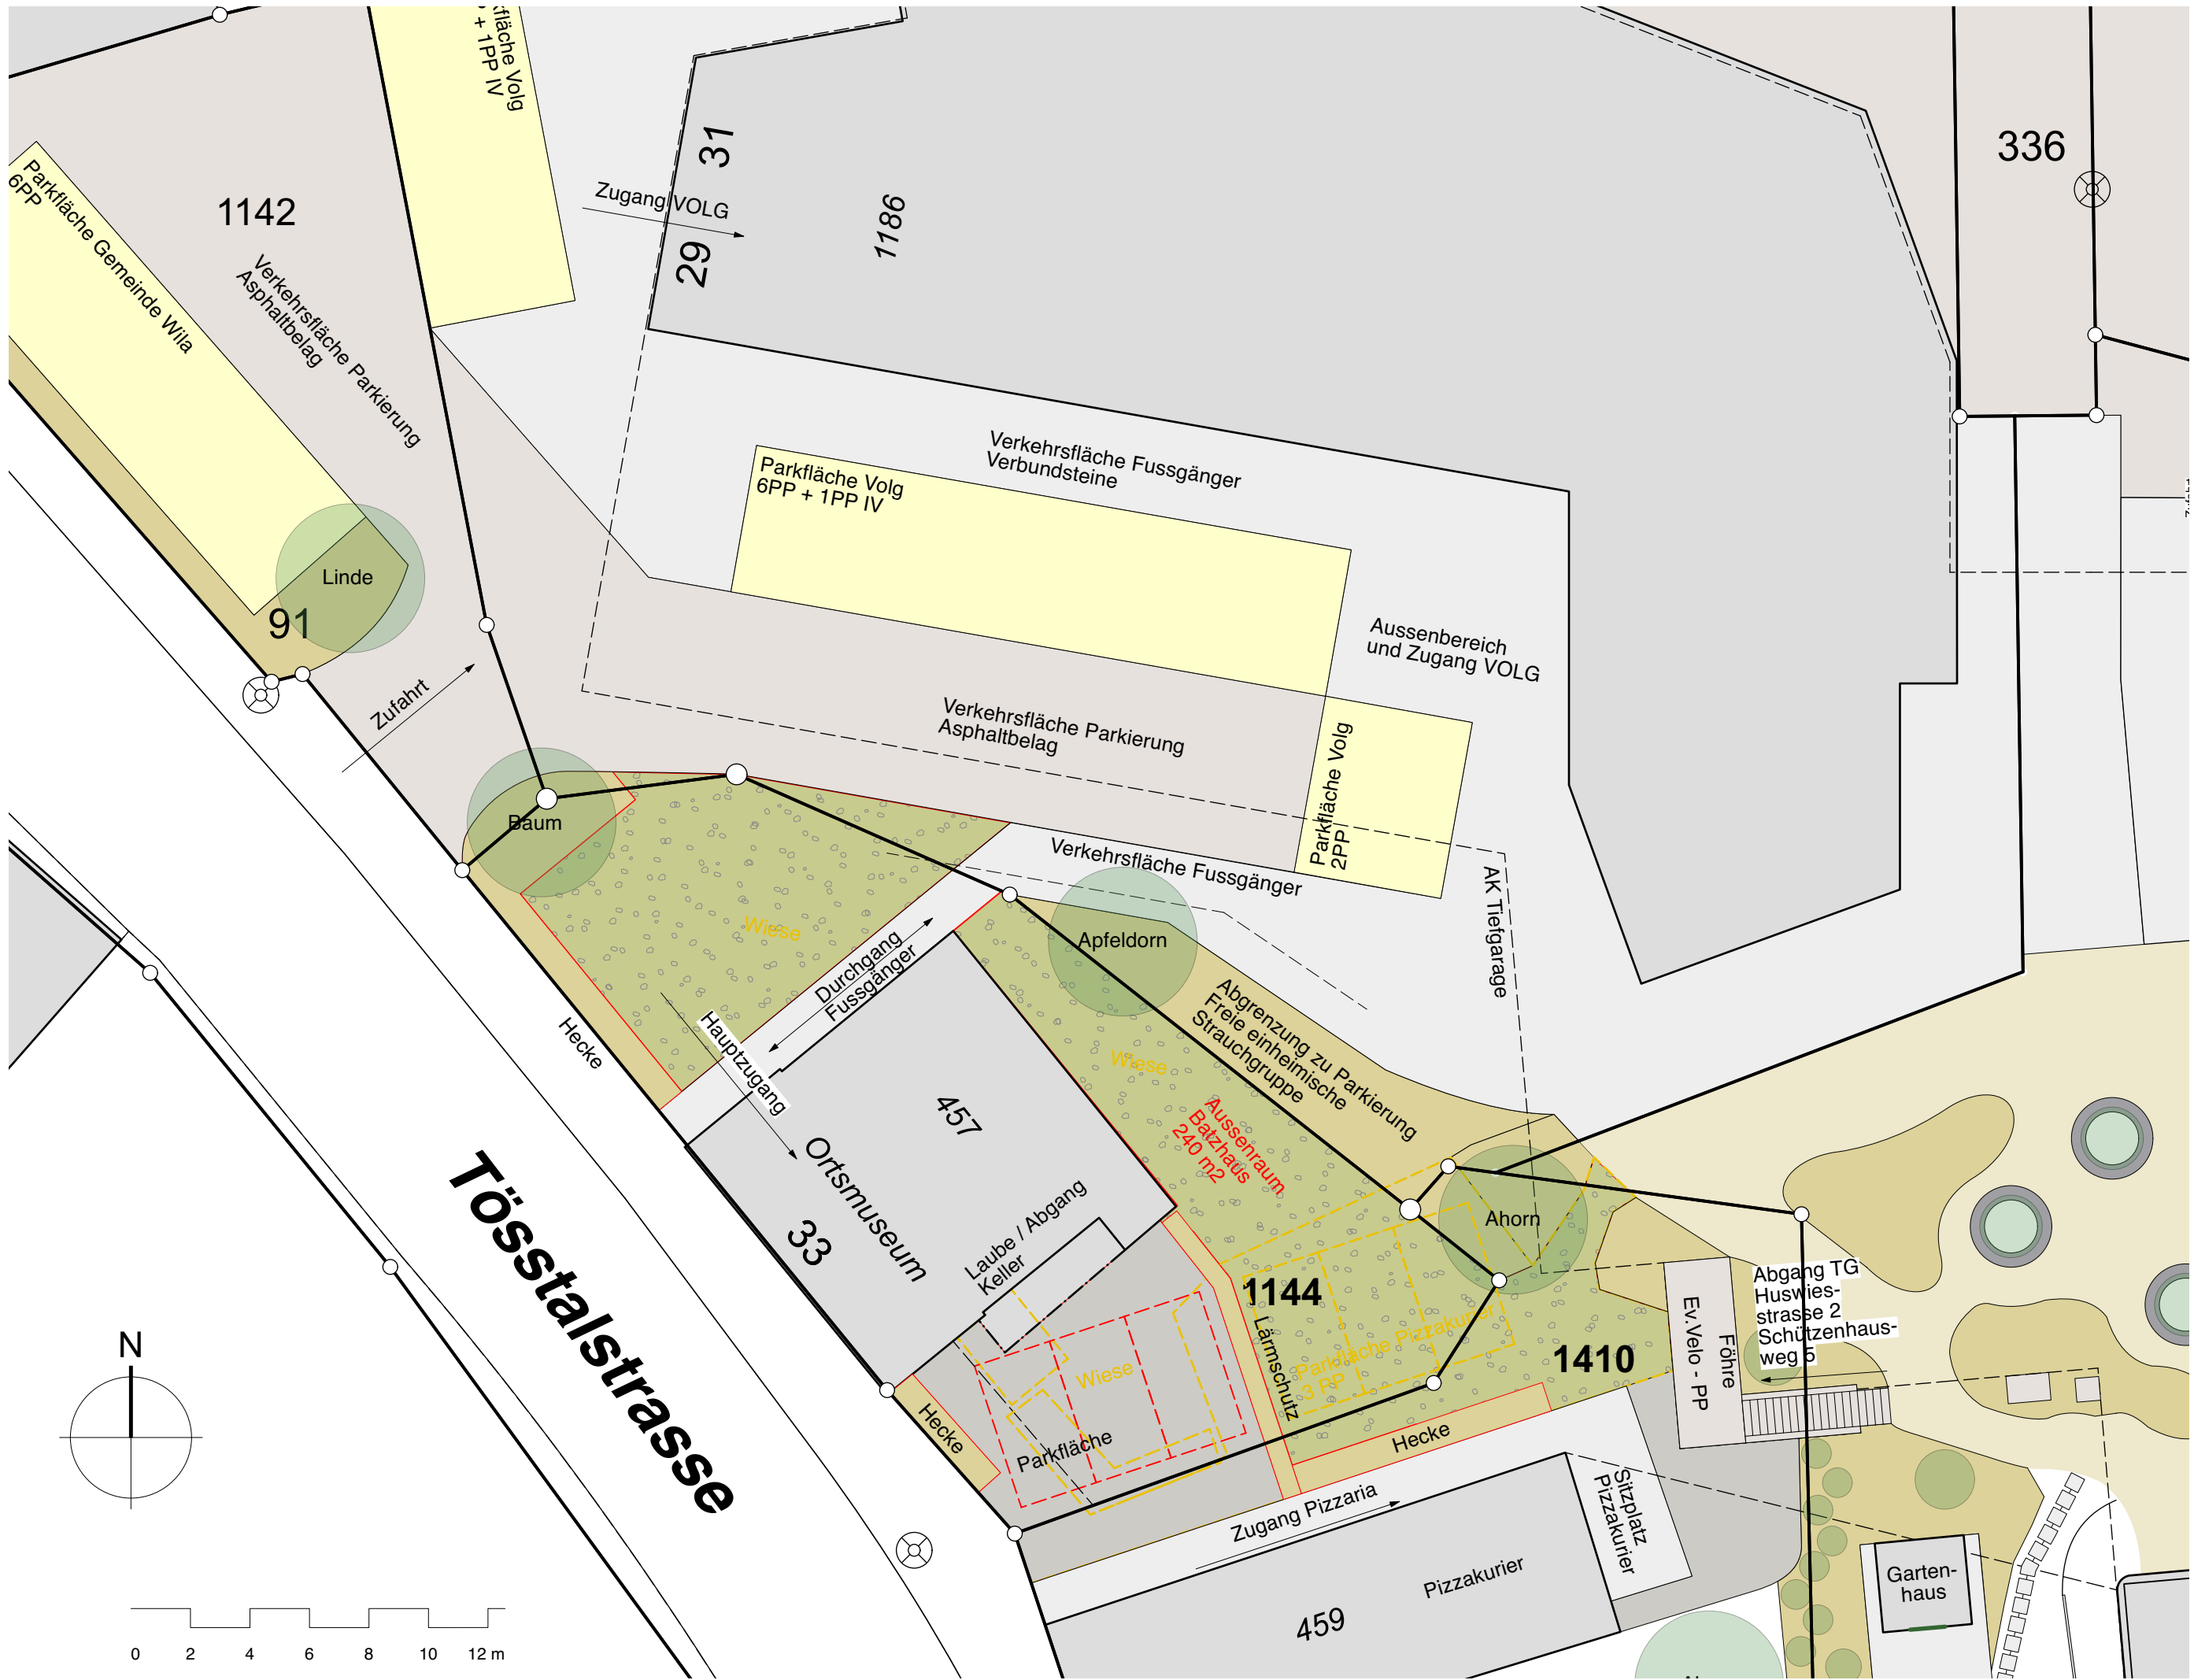 fläche Volg
+ 1PP IV
Parkfläche Gemeinde Wila
6PP
1142
Verkehrsfläche Parkierung
Asphaltbelag
Zugang VOLG
31
29
1186
336
Verkehrsfläche Fussgänger
Verbundsteine
Parkfläche Volg
6PP + 1PP IV
Aussenbereich
und Zugang VOLG
Linde
91
Zufahrt
Verkehrsfläche Parkierung
Asphaltbelag
Parkfläche Volg
2PP
Baum
Verkehrsfläche Fussgänger
AK Tiefgarage
Wiese
Durchgang
Fussgänger
Apfeldorn
Hecke
Hauptzugang
Wiese
Abgrenzung zu Parkierung
Freie einheimische
Strauchgruppe
457
Aussenraum
Batzhaus
240 m2
Ortsmuseum
33
Laube / Abgang
Keller
Ahorn
Tösstalstrasse
1144
Lärmschutz
Parkfläche Pizzakurier
3 PP
1410
Ev.Velo - PP
Föhre
Abgang TG
Huswies-
strasse 2
Schützenhaus-
weg 5
Wiese
Parkfläche
Hecke
Hecke
N
Zugang Pizzaria
Sitzplatz
Pizzakurier
Pizzakurier
459
Garten-
haus
0 2 4 6 8 10 12 m